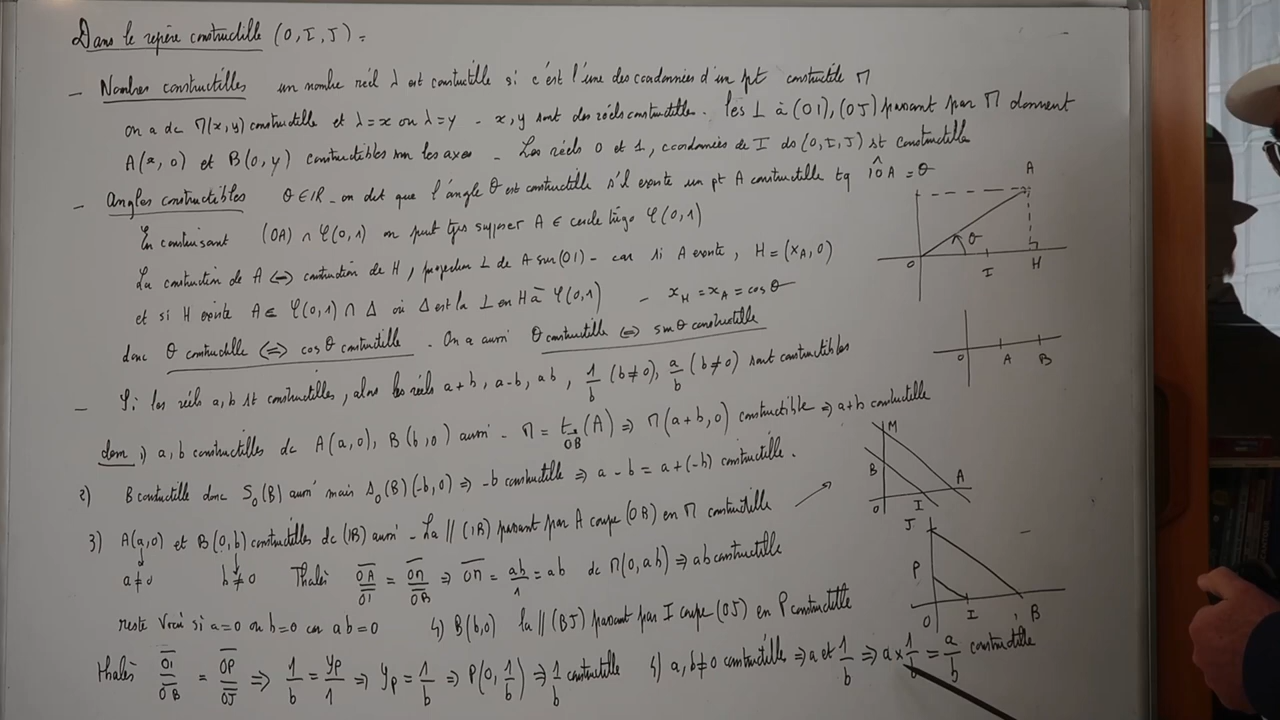 Dans le repère constructible (O, I, J) :
- Nombres constructibles un nombre réel λ est constructible si c'est l'une des coordonnées d'un pt constructible M
on a dc M(x,y) constructible et λ=x ou λ=y - x, y sont des réels constructibles. Les ⊥ à (OI), (OJ) passant par M donnent
A(x, 0) et B(0, y) constructibles sur les axes - Les réels 0 et 1, coordonnées de I ds (O, I, J) st constructibles
- Angles constructibles θ ∈ IR - on dit que l'angle θ est constructible s'il existe un pt A constructible tq IÔA = θ
En construisant (OA) ∩ C(0,1) on peut tjs supposer A ∈ cercle trigo C(0,1)
La construction de A ⟺ construction de H, projection ⊥ de A sur (OI) - car si A existe, H = (x_A, 0)
et si H existe A ∈ C(0,1) ∩ Δ où Δ est la ⊥ en H à C(0,1) - x_H = x_A = cos θ
donc θ constructible ⟺ cos θ constructible. On a aussi θ constructible ⟺ sin θ constructible
- Si les réels a, b st constructibles, alors les réels a+b, a-b, ab, 1/b (b≠0), a/b (b≠0) sont constructibles
dem 1) a, b constructibles dc A(a,0), B(b,0) aussi - M = t_OB(A) ⟹ M(a+b, 0) constructible ⟹ a+b constructible
2) B constructible donc S_O(B) aussi mais S_O(B)(-b,0) ⟹ -b constructible ⟹ a-b = a+(-b) constructible.
3) A(a,0) et B(0,b) constructibles dc (IB) aussi - La // (IB) passant par A coupe (OB) en M constructible
a≠0 b≠0 Thalès OA/OI = OM/OB ⟹ OM = ab/1 = ab dc M(0, ab) ⟹ ab constructible
reste vrai si a=0 ou b=0 car ab=0 4) B(b,0) la // (BJ) passant par I coupe (OJ) en P constructible
Thalès OI/OB = OP/OJ ⟹ 1/b = y_P/1 ⟹ y_P = 1/b ⟹ P(0, 1/b) ⟹ 1/b constructible 5) a, b≠0 constructible ⟹ a et 1/b ⟹ a × 1/b = a/b constructible
A
θ
O I H
O A B
M
B A
O I
J
P
O I B